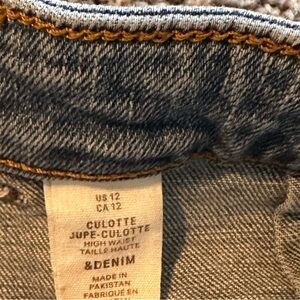 US 12
CA 12
CULOTTE
JUPE-CULOTTE
HIGH WAIST
TAILLE HAUTE
&DENIM
MADE IN
PAKISTAN
FABRIQUÉ EN